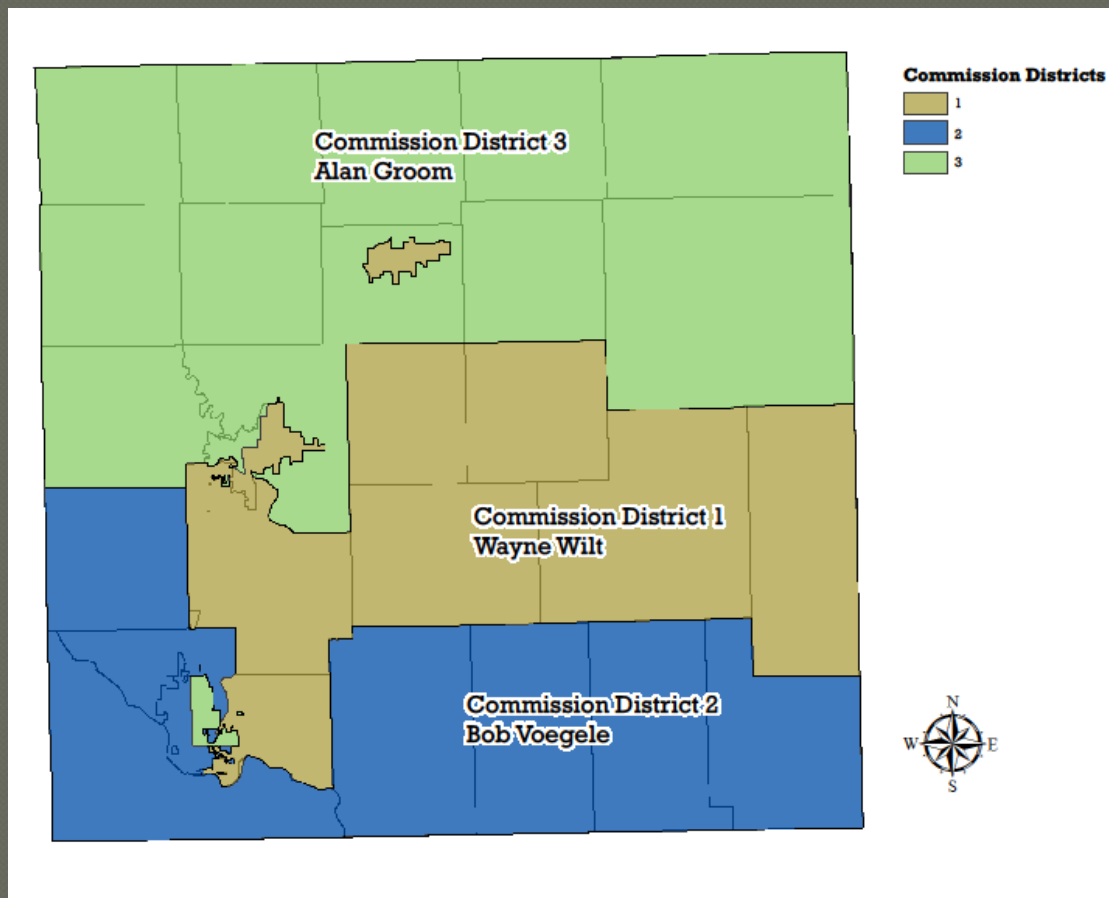 Commission Districts
1
2
3
Commission District 3
Alan Groom
Commission District 1
Wayne Wilt
Commission District 2
Bob Voegele
N
W E
S